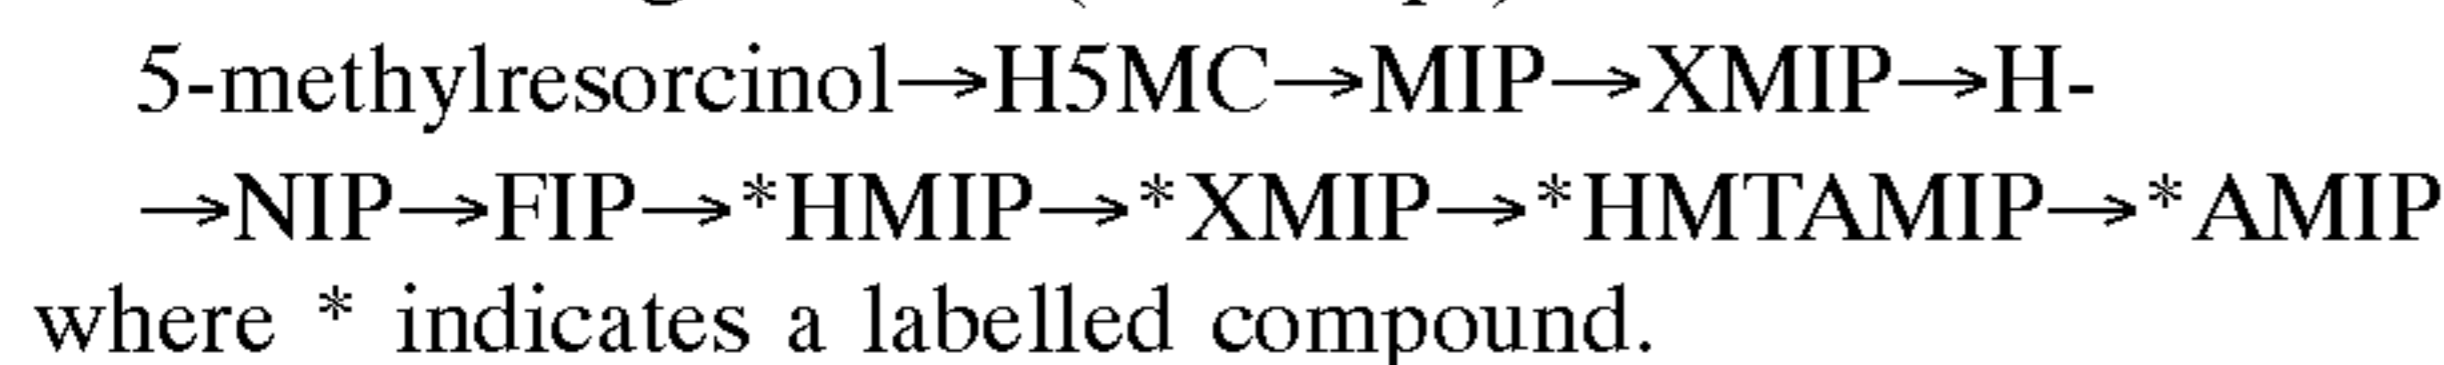 5-methylresorcinol→H5MC→MIP→XMIP→H-
→NIP→FIP→*HMIP→*XMIP→*HMTAMIP→*AMIP
where * indicates a labelled compound.